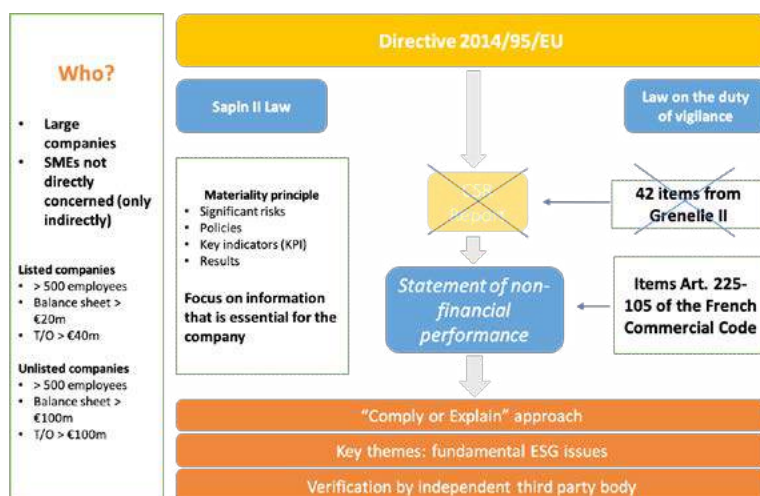 Directive 2014/95/EU
Who?
• Large
companies
• SMEs not
directly
concerned (only
indirectly)
Listed companies
• > 500 employees
• Balance sheet >
€20m
• T/O > €40m
Unlisted companies
• > 500 employees
• Balance sheet >
€100m
• T/O > €100m
Sapin II Law
Law on the duty
of vigilance
Materiality principle
• Significant risks
• Policies
• Key indicators (KPI)
• Results
Focus on information
that is essential for the
company
CSR
Report
42 items from
Grenelle II
Statement of non-
financial
performance
Items Art. 225-
105 of the French
Commercial Code
“Comply or Explain” approach
Key themes: fundamental ESG issues
Verification by independent third party body